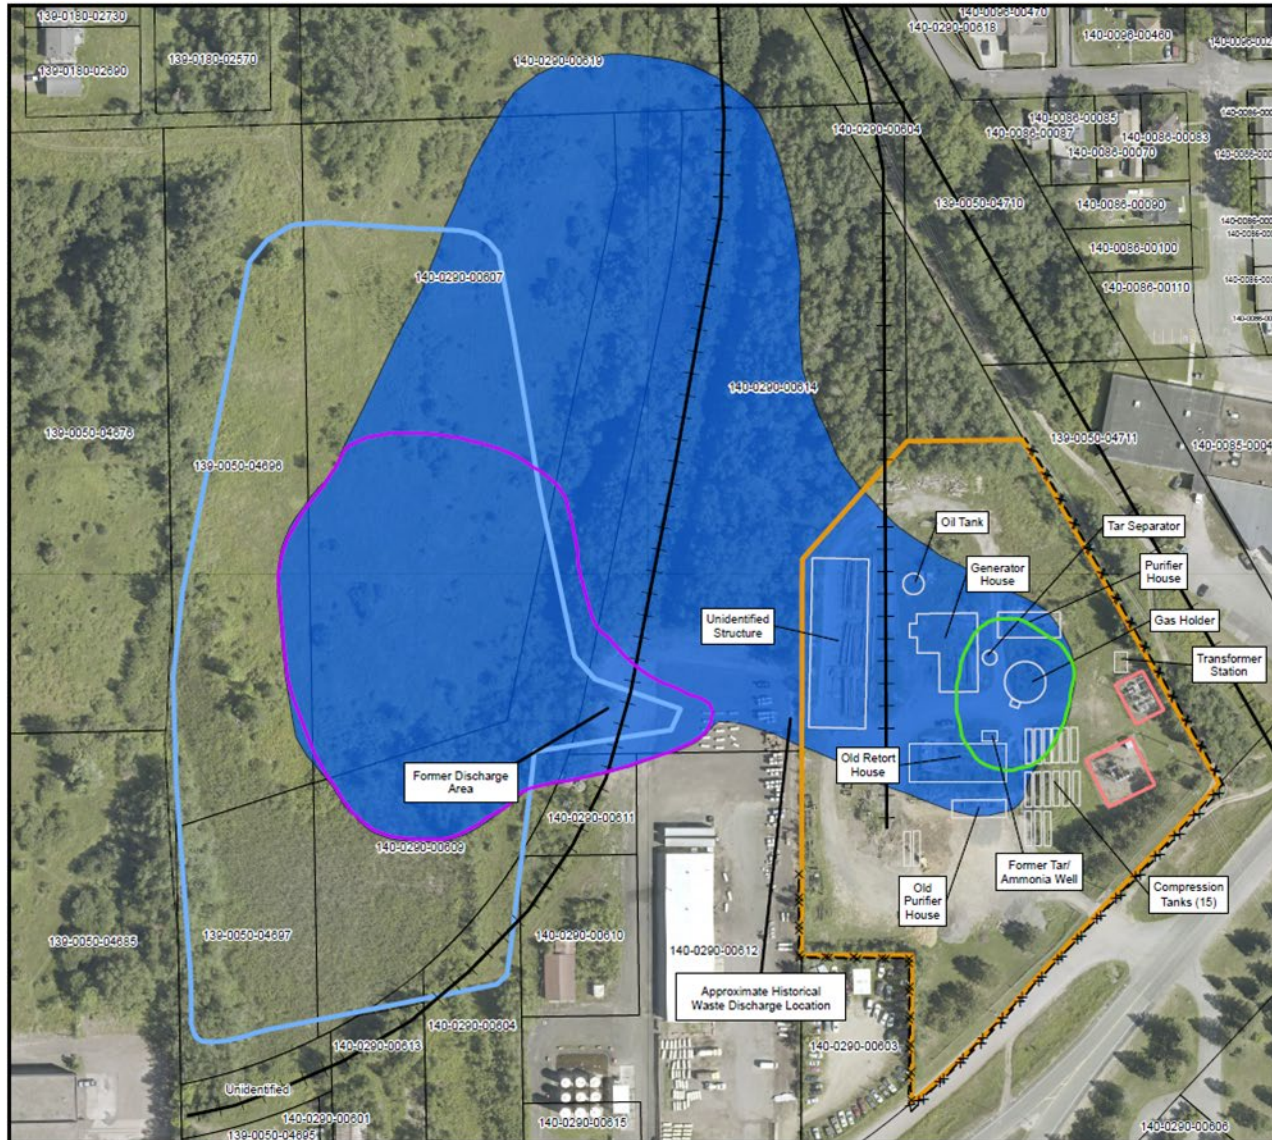 139-0180-02730
139-0180-02690
139-0180-02570
140-0290-00619
140-0290-00618
140-0096-00470
140-0096-00460
140-0290-00604
140-0086-00085
140-0086-00087
140-0086-00083
140-0086-00070
139-0050-04710
140-0086-00090
140-0086-00100
140-0086-00110
140-0290-00607
140-0290-00614
139-0050-04676
139-0050-04696
139-0050-04711
140-0085-004
Oil Tank
Tar Separator
Generator
House
Purifier
House
Gas Holder
Unidentified
Structure
Transformer
Station
Former Discharge
Area
Old Retort
House
140-0290-00611
140-0290-00609
Former Tar/
Ammonia Well
Old
Purifier
House
Compression
Tanks (15)
139-0050-04685
139-0050-04697
140-0290-00610
140-0290-00612
Approximate Historical
Waste Discharge Location
140-0290-00604
140-0290-00613
140-0290-00603
Unidentified
140-0290-00601
140-0290-00615
140-0290-00606
139-0050-04695